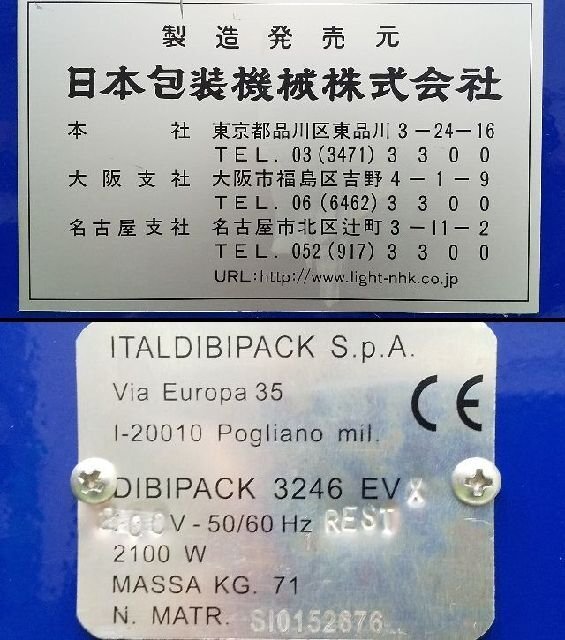 製造発売元
日本包装機械株式会社
本社 東京都品川区東品川3-24-16
TEL. 03(3471)3300
大阪支社 大阪市福島区吉野4-1-9
TEL. 06(6462)3300
名古屋支社 名古屋市北区辻町3-11-2
TEL. 052(917)3300
URL:http://www.light-nhk.co.jp
ITALDIBIPACK S.p.A.
Via Europa 35
CE
I-20010 Pogliano mil.
DIBIPACK 3246 EV X
V - 50/60 Hz REST
2100 W
MASSA KG. 71
N. MATR. SI0152676